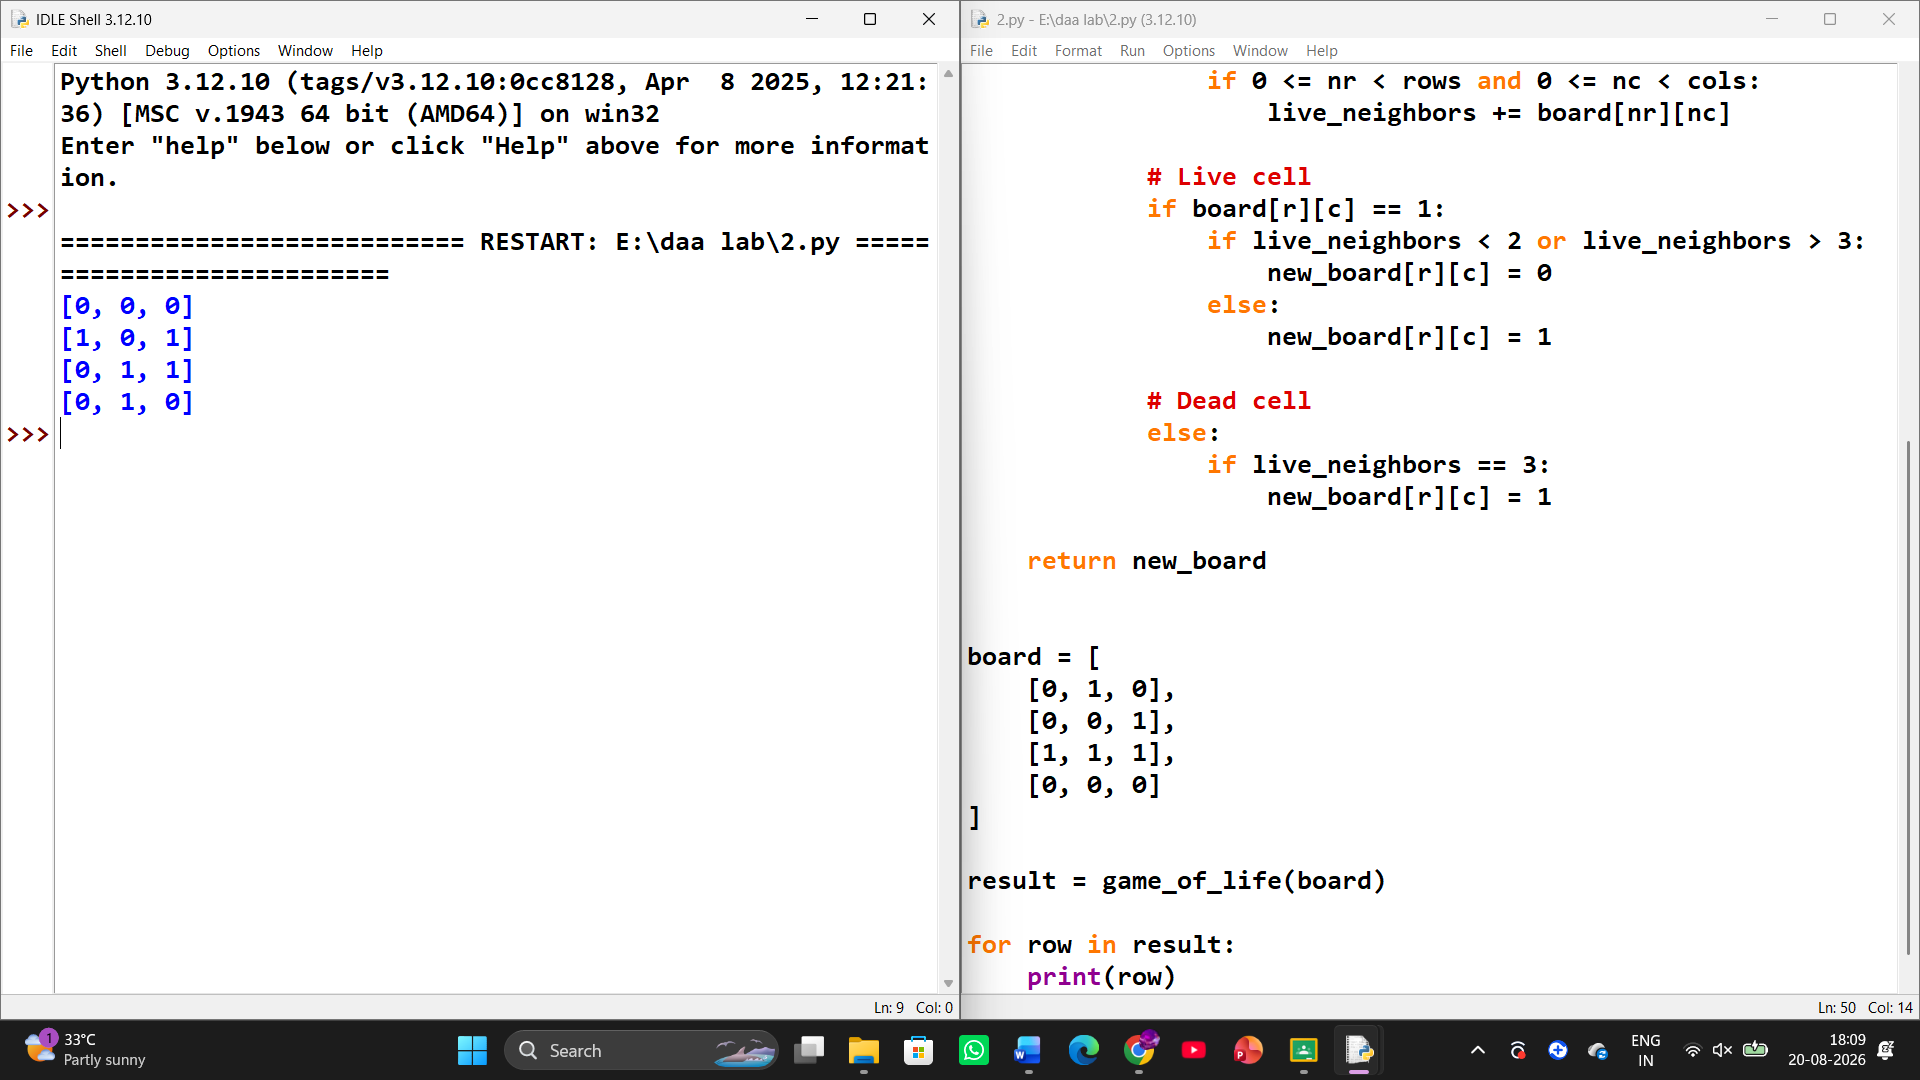 IDLE Shell 3.12.10
File Edit Shell Debug Options Window Help
Python 3.12.10 (tags/v3.12.10:0cc8128, Apr  8 2025, 12:21:
36) [MSC v.1943 64 bit (AMD64)] on win32
Enter "help" below or click "Help" above for more informat
ion.
>>>
=========================== RESTART: E:\daa lab\2.py =====
======================
[0, 0, 0]
[1, 0, 1]
[0, 1, 1]
[0, 1, 0]
>>>
Ln: 9 Col: 0
2.py - E:\daa lab\2.py (3.12.10)
File Edit Format Run Options Window Help
                if 0 <= nr < rows and 0 <= nc < cols:
                    live_neighbors += board[nr][nc]
            # Live cell
            if board[r][c] == 1:
                if live_neighbors < 2 or live_neighbors > 3:
                    new_board[r][c] = 0
                else:
                    new_board[r][c] = 1
            # Dead cell
            else:
                if live_neighbors == 3:
                    new_board[r][c] = 1
    return new_board
board = [
    [0, 1, 0],
    [0, 0, 1],
    [1, 1, 1],
    [0, 0, 0]
]
result = game_of_life(board)
for row in result:
    print(row)
Ln: 50 Col: 14
1
33°C
Partly sunny
Search
W
P
ENG
IN
18:09
20-08-2026